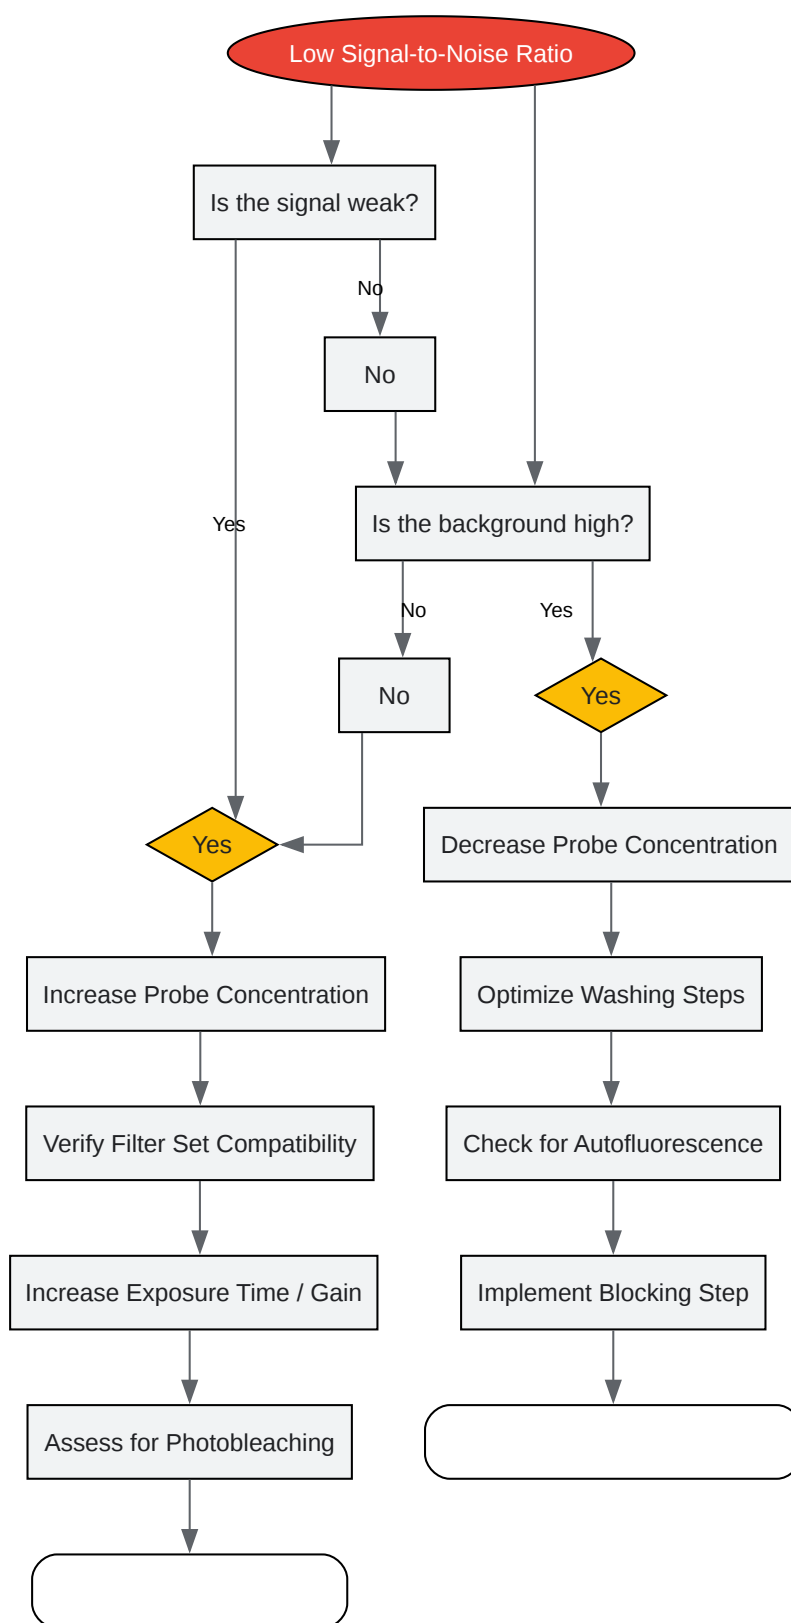 Low Signal-to-Noise Ratio
Is the signal weak?
No
No
Yes
Is the background high?
No
Yes
No
Yes
Yes
Decrease Probe Concentration
Increase Probe Concentration
Optimize Washing Steps
Verify Filter Set Compatibility
Check for Autofluorescence
Increase Exposure Time / Gain
Implement Blocking Step
Assess for Photobleaching